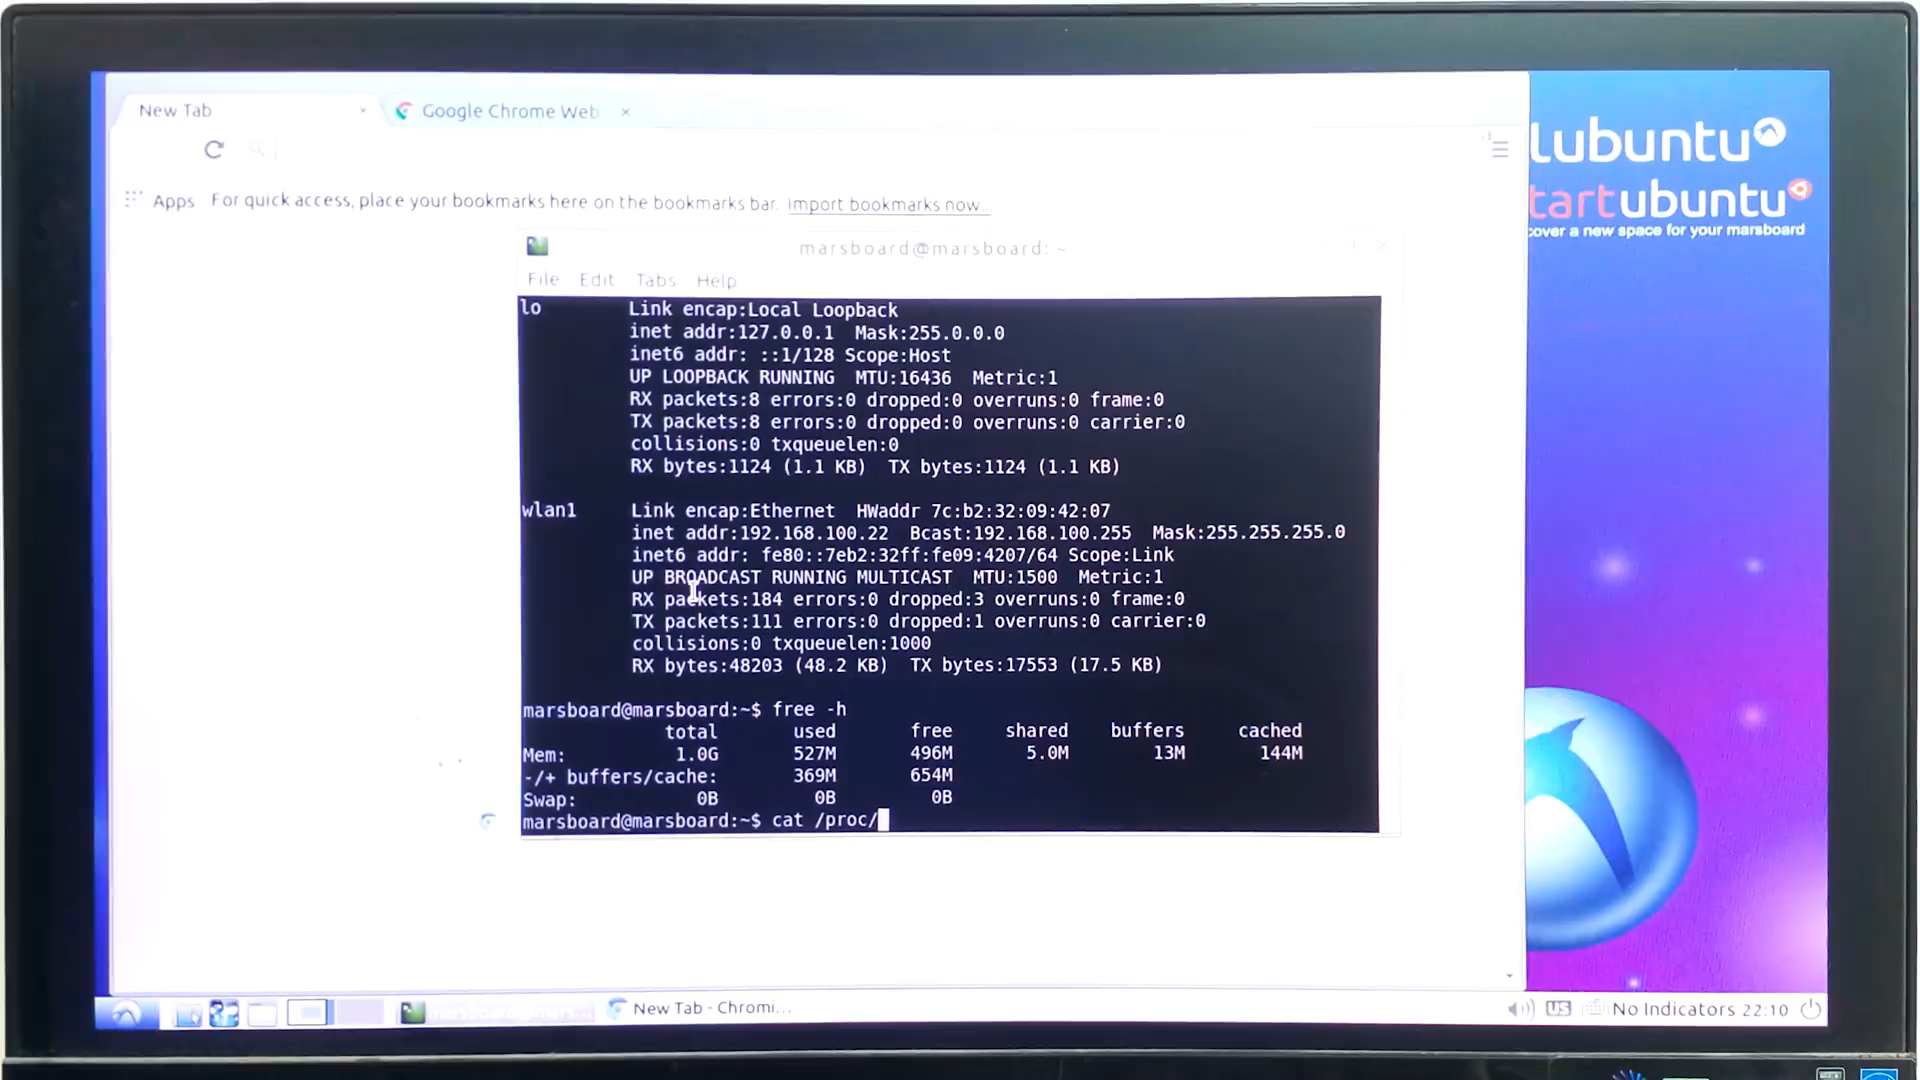 New Tab
Google Chrome Web
Apps For quick access, place your bookmarks here on the bookmarks bar. Import bookmarks now...
lubuntu
tartubuntu
cover a new space for your marsboard
marsboard@marsboard: ~
File Edit Tabs Help
lo Link encap:Local Loopback
inet addr:127.0.0.1 Mask:255.0.0.0
inet6 addr: ::1/128 Scope:Host
UP LOOPBACK RUNNING MTU:16436 Metric:1
RX packets:8 errors:0 dropped:0 overruns:0 frame:0
TX packets:8 errors:0 dropped:0 overruns:0 carrier:0
collisions:0 txqueuelen:0
RX bytes:1124 (1.1 KB) TX bytes:1124 (1.1 KB)
wlan1 Link encap:Ethernet HWaddr 7c:b2:32:09:42:07
inet addr:192.168.100.22 Bcast:192.168.100.255 Mask:255.255.255.0
inet6 addr: fe80::7eb2:32ff:fe09:4207/64 Scope:Link
UP BROADCAST RUNNING MULTICAST MTU:1500 Metric:1
RX packets:184 errors:0 dropped:3 overruns:0 frame:0
TX packets:111 errors:0 dropped:1 overruns:0 carrier:0
collisions:0 txqueuelen:1000
RX bytes:48203 (48.2 KB) TX bytes:17553 (17.5 KB)
marsboard@marsboard:~$ free -h
total used free shared buffers cached
Mem: 1.0G 527M 496M 5.0M 13M 144M
-/+ buffers/cache: 369M 654M
Swap: 0B 0B 0B
marsboard@marsboard:~$ cat /proc/
New Tab - Chromi...
US No Indicators 22:10